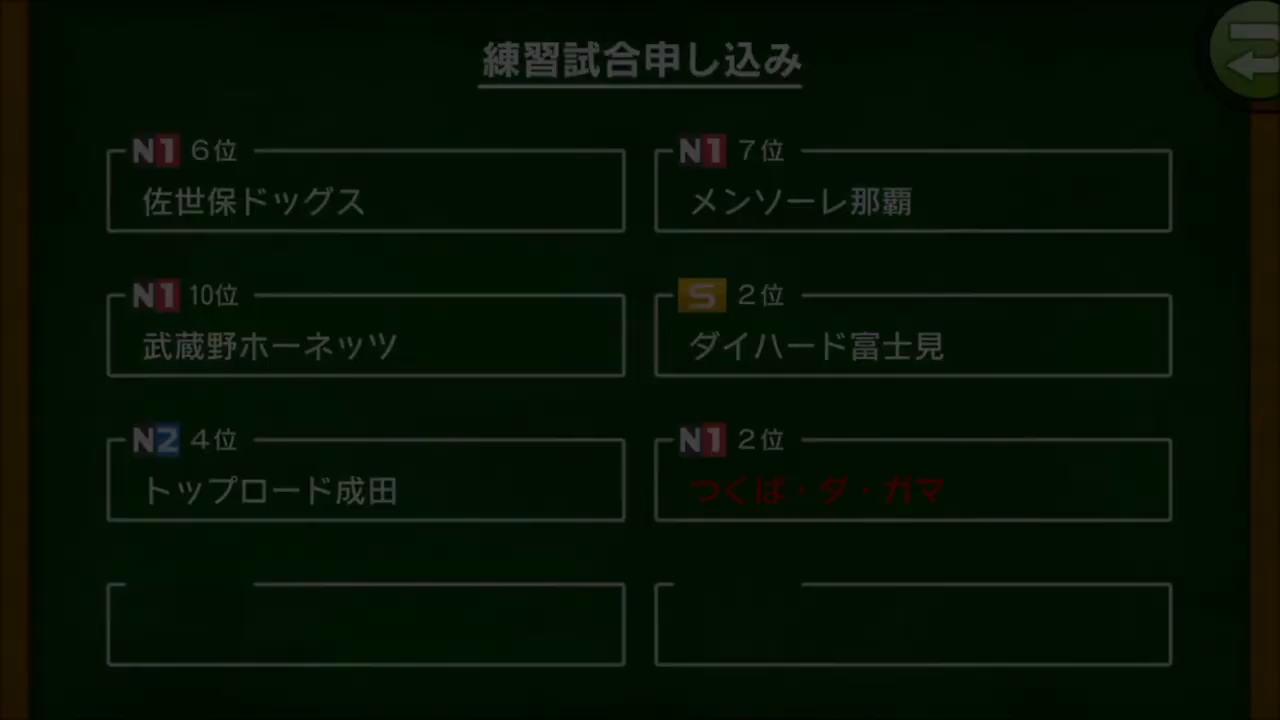 練習試合申し込み
N1 6位
佐世保ドッグス
N1 7位
メンソーレ那覇
N1 10位
武蔵野ホーネッツ
S 2位
ダイハード富士見
N2 4位
トップロード成田
N1 2位
つくば・ダ・ガマ